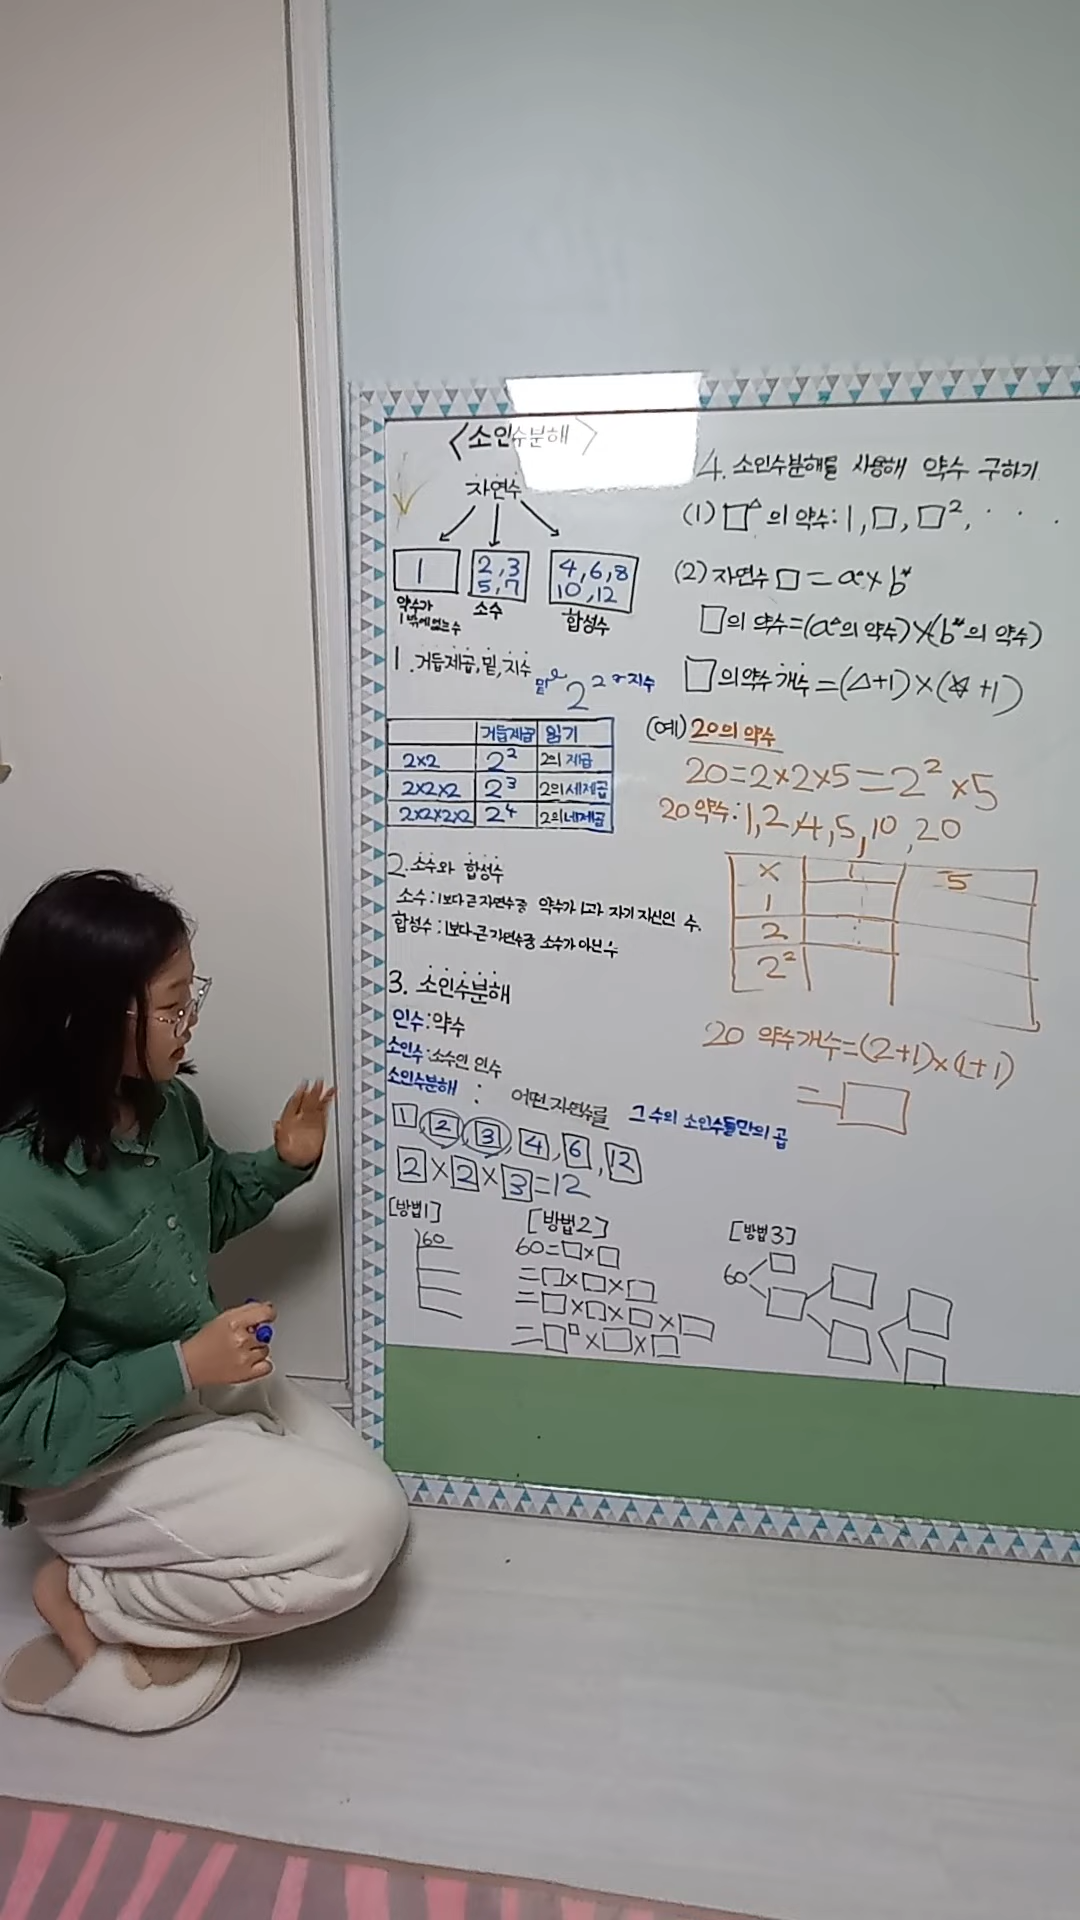 <소인수분해>
자연수
1
2,3
5,7
4,6,8
10,12
약수가
1밖에 없는 수
소수
합성수
1. 거듭제곱, 밑, 지수
밑 2² 지수
거듭제곱 읽기
2×2 2² 2의 제곱
2×2×2 2³ 2의 세제곱
2×2×2×2 2⁴ 2의 네제곱
2. 소수와 합성수
소수: 1보다 큰 자연수중 약수가 1과 자기 자신인 수.
합성수: 1보다 큰 자연수중 소수가 아닌 수
3. 소인수분해
인수: 약수
소인수: 소수인 인수
소인수분해 : 어떤 자연수를 그 수의 소인수들만의 곱
1, 2, 3, 4, 6, 12
2×2×3=12
[방법1]
60
[방법2]
60=□×□
=□×□×□
=□×□×□×□
=□^□×□×□
[방법3]
60
4. 소인수분해를 사용해 약수 구하기
(1) □^△의 약수: 1, □, □², · · ·
(2) 자연수 □=a^△×b^☆
□의 약수=(a^△의 약수)×(b^☆의 약수)
□의 약수 개수=(△+1)×(☆+1)
(예) 20의 약수
20=2×2×5=2²×5
20 약수: 1, 2, 4, 5, 10, 20
× 1 5
1
2
2²
20 약수 개수=(2+1)×(1+1)
=□